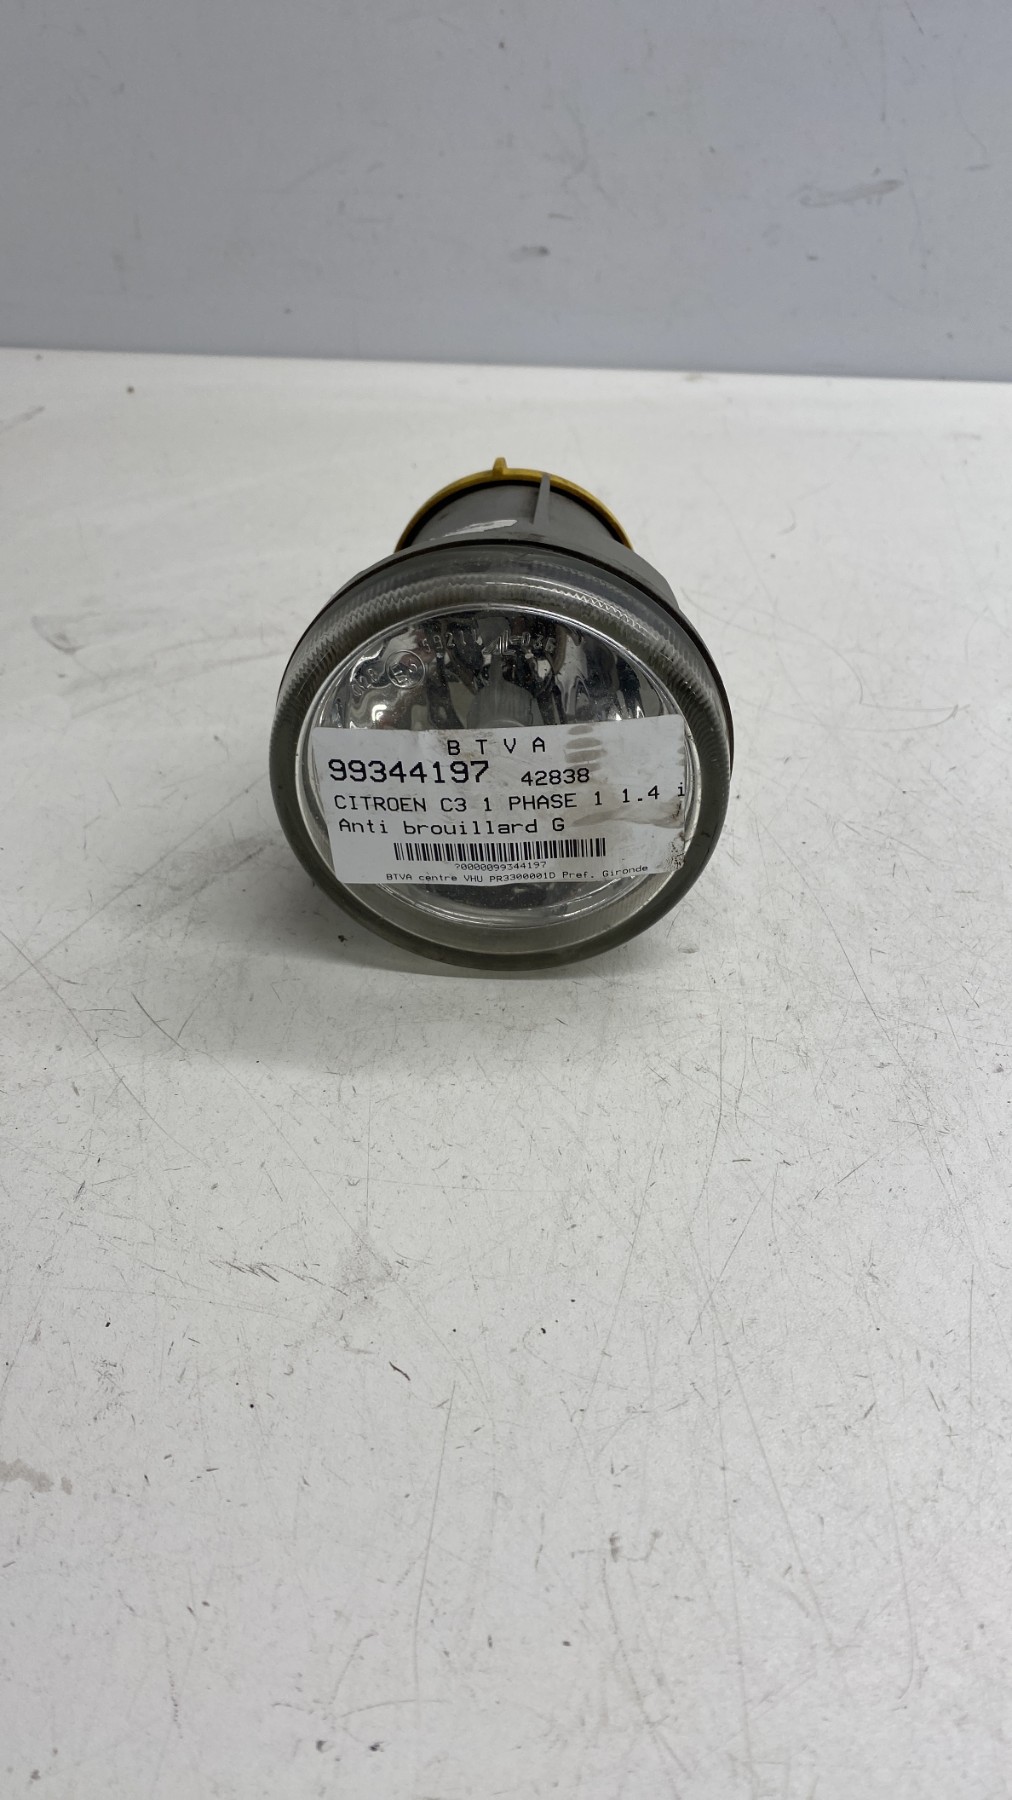 B T V A
99344197 42838
CITROEN C3 1 PHASE 1 1.4 i
Anti brouillard G
?0000099344197
BTVA centre VHU PR3300001D Pref. Gironde